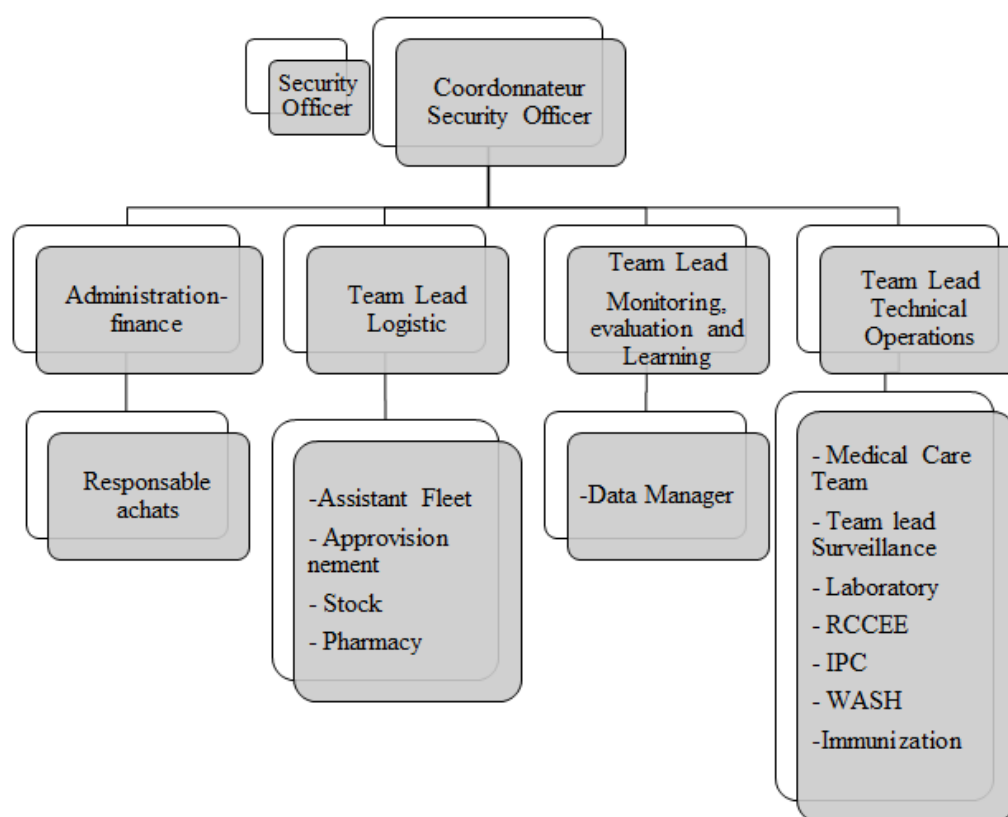 Security
Officer
Coordonnateur
Security Officer
Administration-
finance
Team Lead
Logistic
Team Lead
Monitoring,
evaluation and
Learning
Team Lead
Technical
Operations
Responsable
achats
-Assistant Fleet
- Approvision
nement
- Stock
- Pharmacy
-Data Manager
- Medical Care
Team
- Team lead
Surveillance
- Laboratory
- RCCEE
- IPC
- WASH
-Immunization